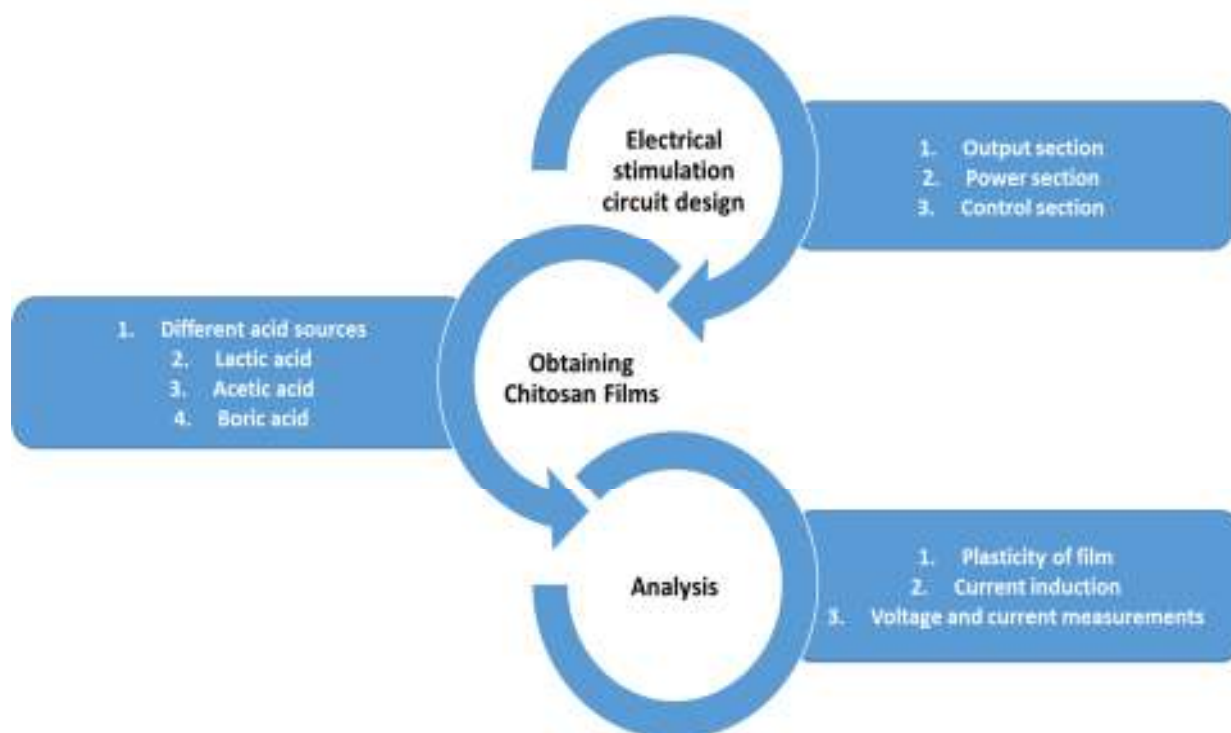 Electrical
stimulation
circuit design
1. Output section
2. Power section
3. Control section
Obtaining
Chitosan Films
1. Different acid sources
2. Lactic acid
3. Acetic acid
4. Boric acid
Analysis
1. Plasticity of film
2. Current induction
3. Voltage and current measurements